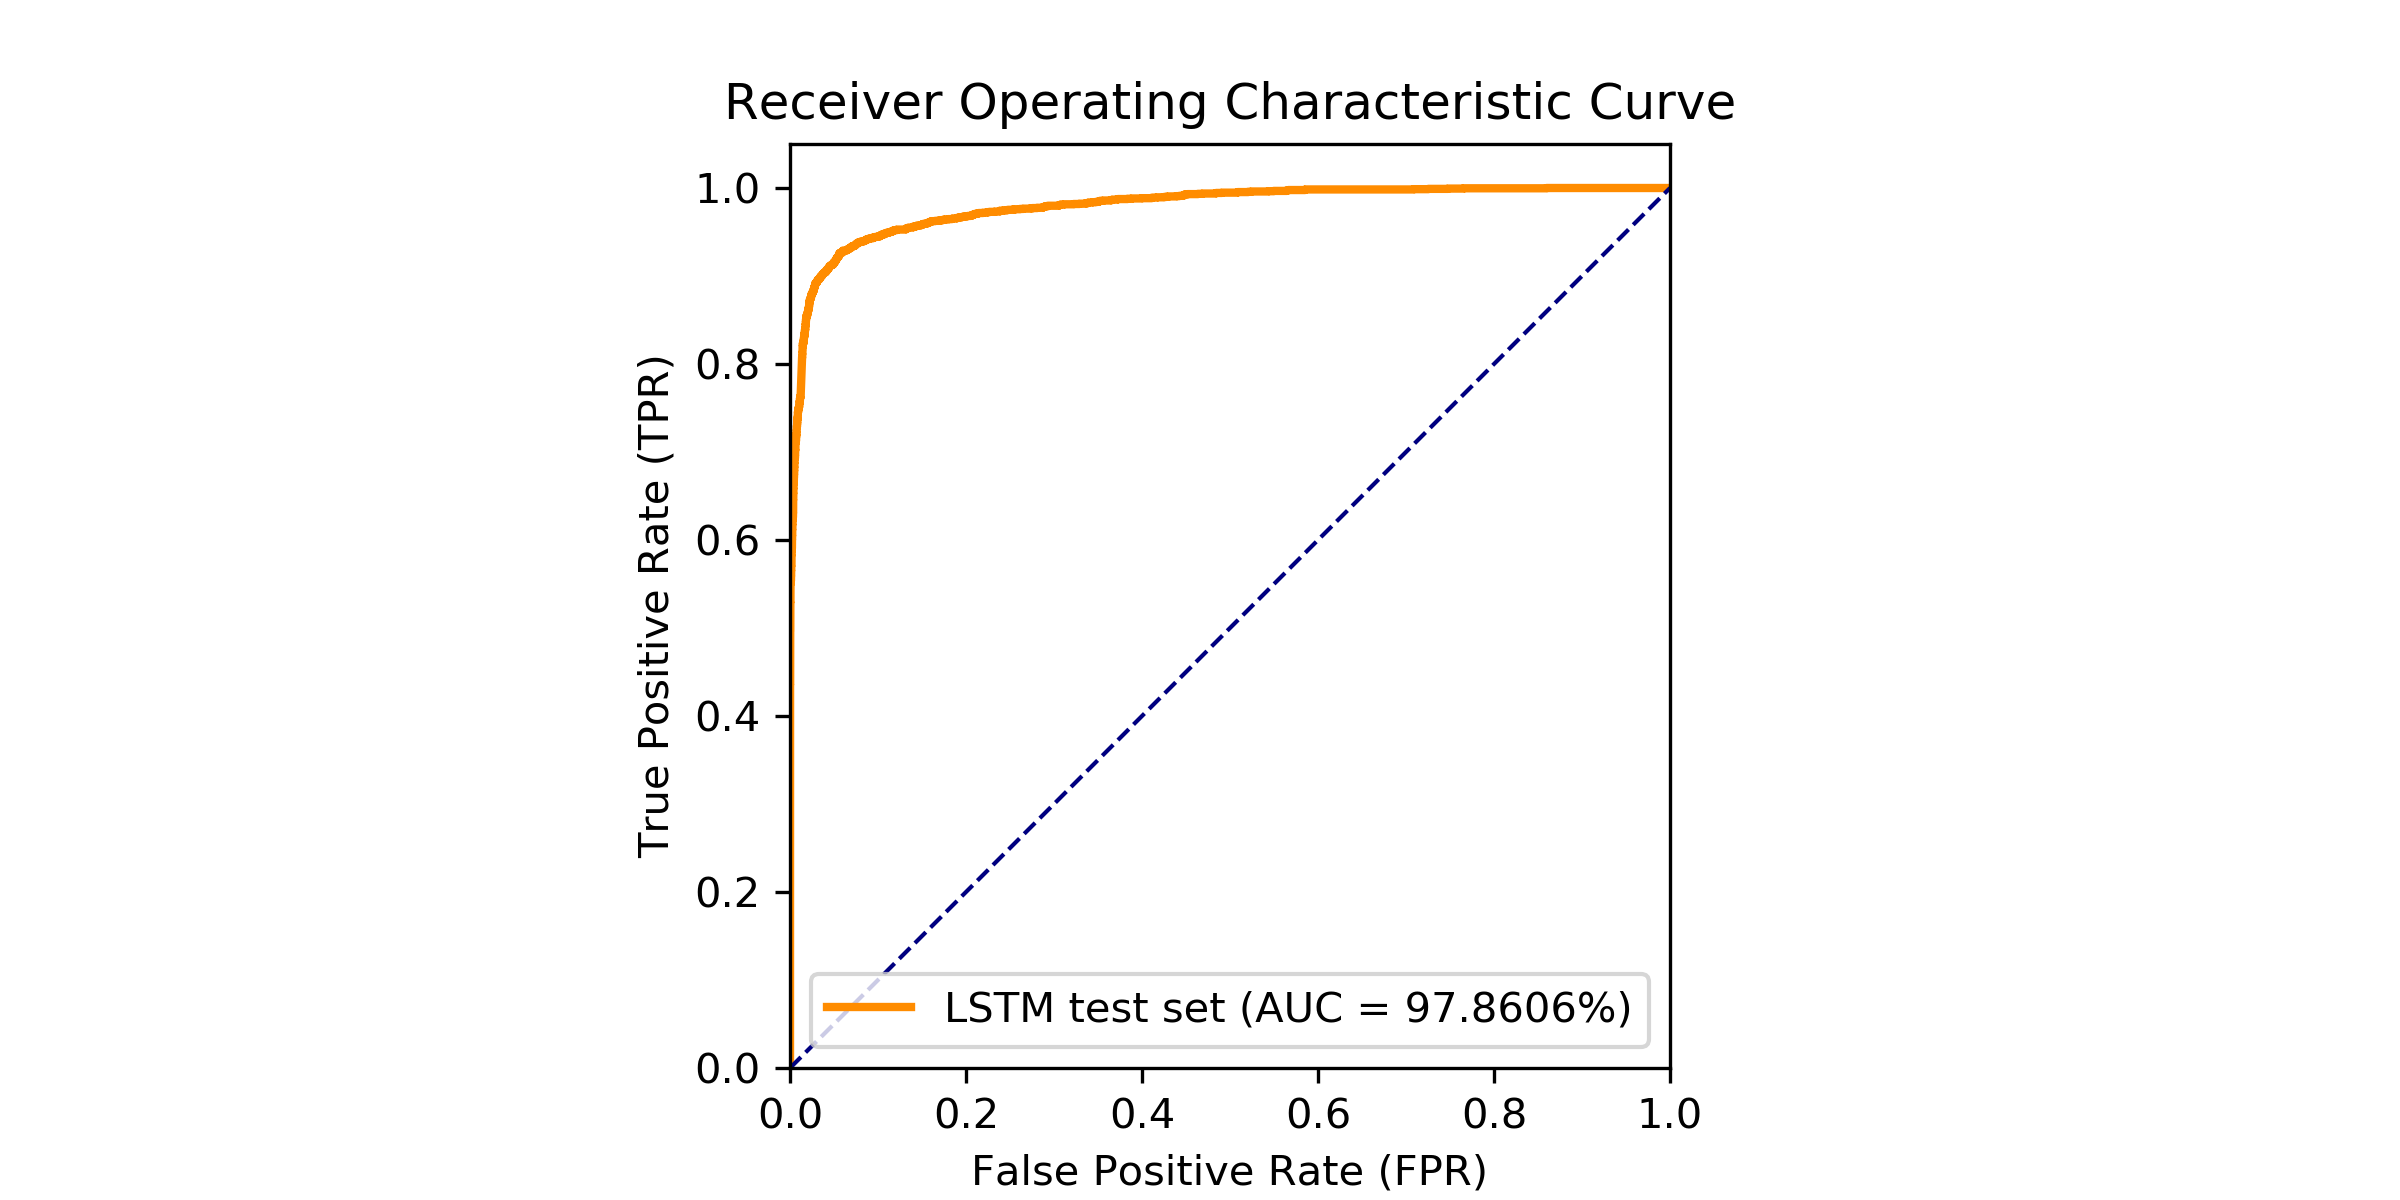 Receiver Operating Characteristic Curve
1.0
0.8
0.6
0.4
0.2
0.0
True Positive Rate (TPR)
LSTM test set (AUC = 97.8606%)
0.0 0.2 0.4 0.6 0.8 1.0
False Positive Rate (FPR)